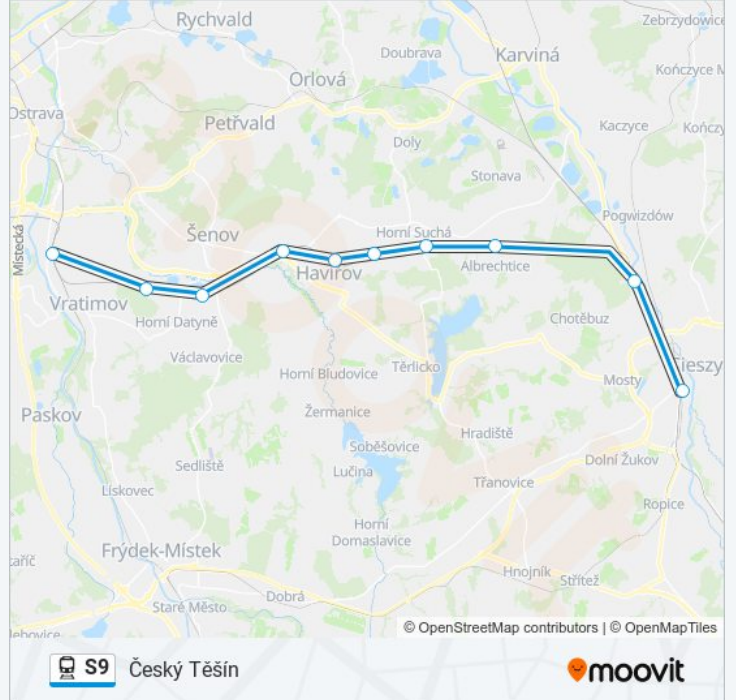 Rychvald
Zebrzydowice
Doubrava
Karviná
Orlová
Kończyce
Ostrava
Petřvald
Kaczyce
Doly
Stonava
Pogwizdów
Místecká
Šenov
Horní Suchá
Albrechtice
Havířov
Vratimov
Horní Datyně
Chotěbuz
Václavovice
Těrlicko
Cieszy
Horní Bludovice
Mosty
Žermanice
Paskov
Hradiště
Soběšovice
Dolní Žukov
Sedliště
Lučina
Třanovice
Lískovec
Ropice
Horní
Domaslavice
Frýdek-Místek
Hnojník
Střítež
Dobrá
Staré Město
© OpenStreetMap contributors | © OpenMapTiles
S9 Český Těšín
moovit